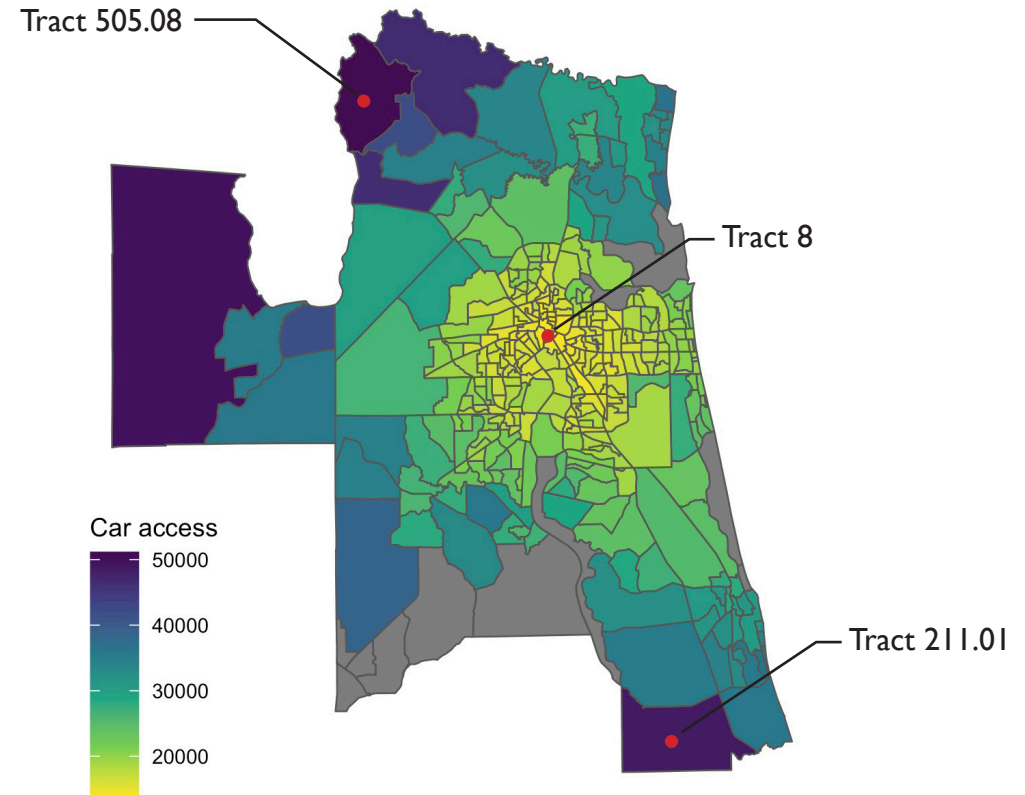 Tract 505.08
Tract 8
Car access
50000
40000
30000
20000
Tract 211.01